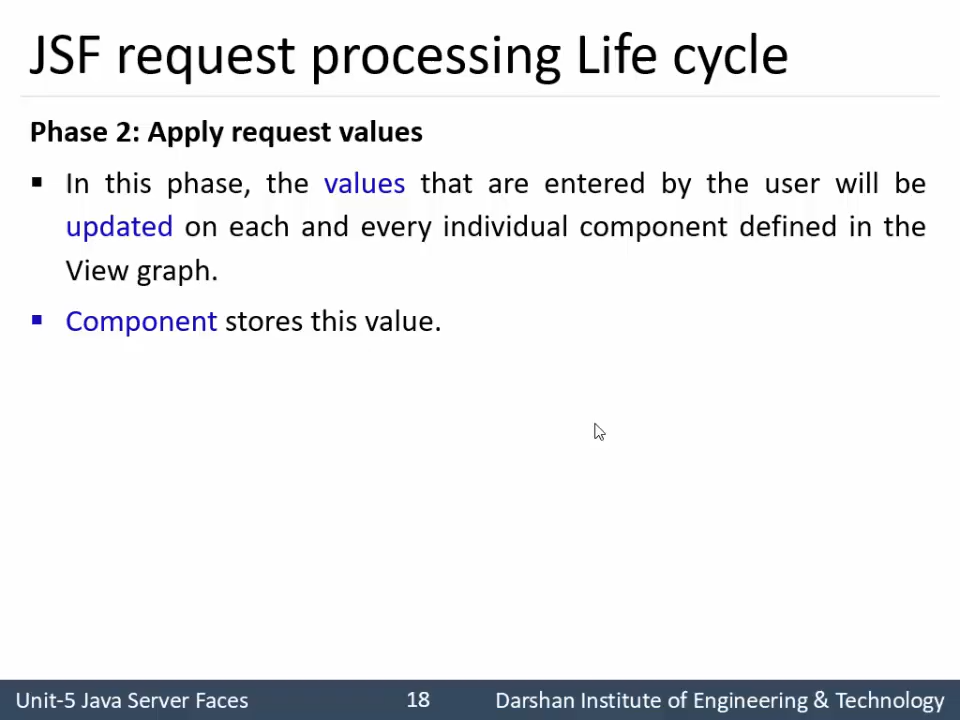 JSF request processing Life cycle
Phase 2: Apply request values
▪ In this phase, the values that are entered by the user will be
updated on each and every individual component defined in the
View graph.
▪ Component stores this value.
Unit-5 Java Server Faces 18 Darshan Institute of Engineering & Technology